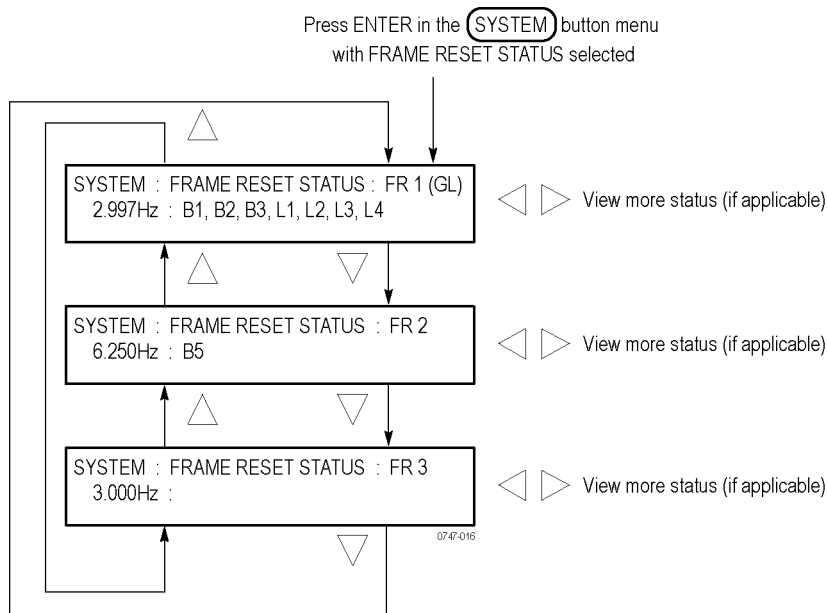 Press ENTER in the SYSTEM button menu
with FRAME RESET STATUS selected
SYSTEM : FRAME RESET STATUS : FR 1 (GL)
2.997Hz : B1, B2, B3, L1, L2, L3, L4
View more status (if applicable)
SYSTEM : FRAME RESET STATUS : FR 2
6.250Hz : B5
View more status (if applicable)
SYSTEM : FRAME RESET STATUS : FR 3
3.000Hz :
View more status (if applicable)
0747-016